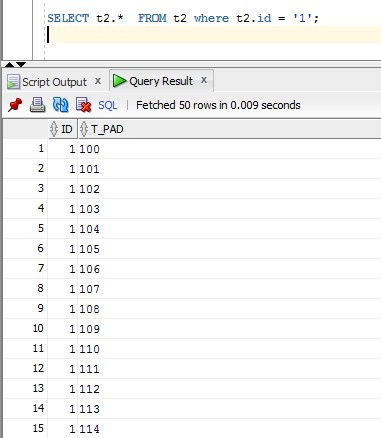 SELECT t2.*  FROM t2 where t2.id = '1';
Script Output x Query Result x
SQL | Fetched 50 rows in 0.009 seconds
ID T_PAD
1 1 100
2 1 101
3 1 102
4 1 103
5 1 104
6 1 105
7 1 106
8 1 107
9 1 108
10 1 109
11 1 110
12 1 111
13 1 112
14 1 113
15 1 114